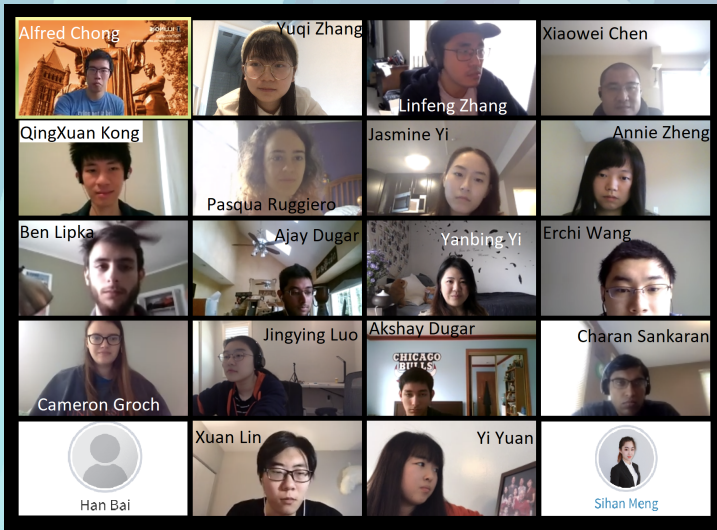 Alfred Chong
Yuqi Zhang
Linfeng Zhang
Xiaowei Chen
QingXuan Kong
Pasqua Ruggiero
Jasmine Yi
Annie Zheng
Ben Lipka
Ajay Dugar
Yanbing Yi
Erchi Wang
Cameron Groch
Jingying Luo
Akshay Dugar
CHICAGO
BULLS
Charan Sankaran
Han Bai
Xuan Lin
Yi Yuan
Sihan Meng